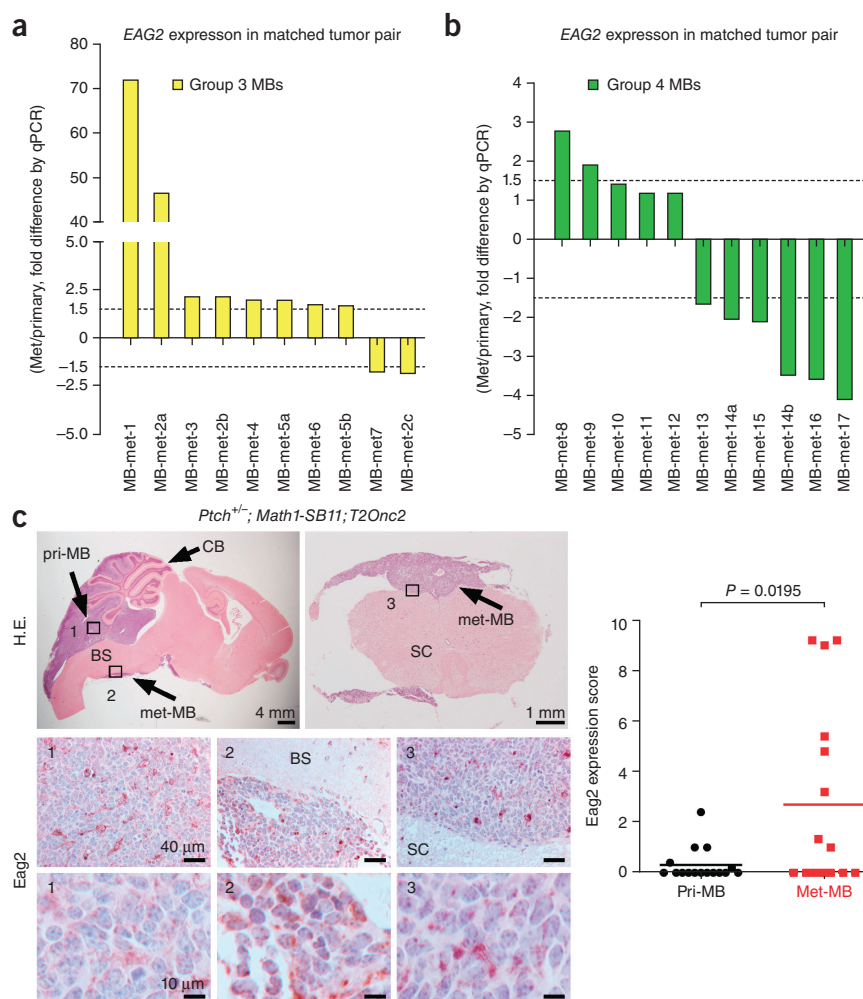 a
EAG2 expresson in matched tumor pair
(Met/primary, fold difference by qPCR)
80
70
60
50
40
5.0
2.5
1.5
0
−1.5
−2.5
−5.0
Group 3 MBs
MB-met-1
MB-met-2a
MB-met-3
MB-met-2b
MB-met-4
MB-met-5a
MB-met-6
MB-met-5b
MB-met7
MB-met-2c
b
EAG2 expresson in matched tumor pair
(Met/primary, fold difference by qPCR)
4
3
2
1.5
1
0
−1
−2
−3
−4
−5
Group 4 MBs
MB-met-8
MB-met-9
MB-met-10
MB-met-11
MB-met-12
MB-met-13
MB-met-14a
MB-met-15
MB-met-14b
MB-met-16
MB-met-17
c
Ptch+/–; Math1-SB11; T2Onc2
H.E.
pri-MB
CB
1
BS
2
met-MB
4 mm
3
met-MB
SC
1 mm
Eag2
1
40 µm
2
BS
3
SC
1
10 µm
2
3
P = 0.0195
Eag2 expression score
10
8
6
4
2
0
Pri-MB
Met-MB